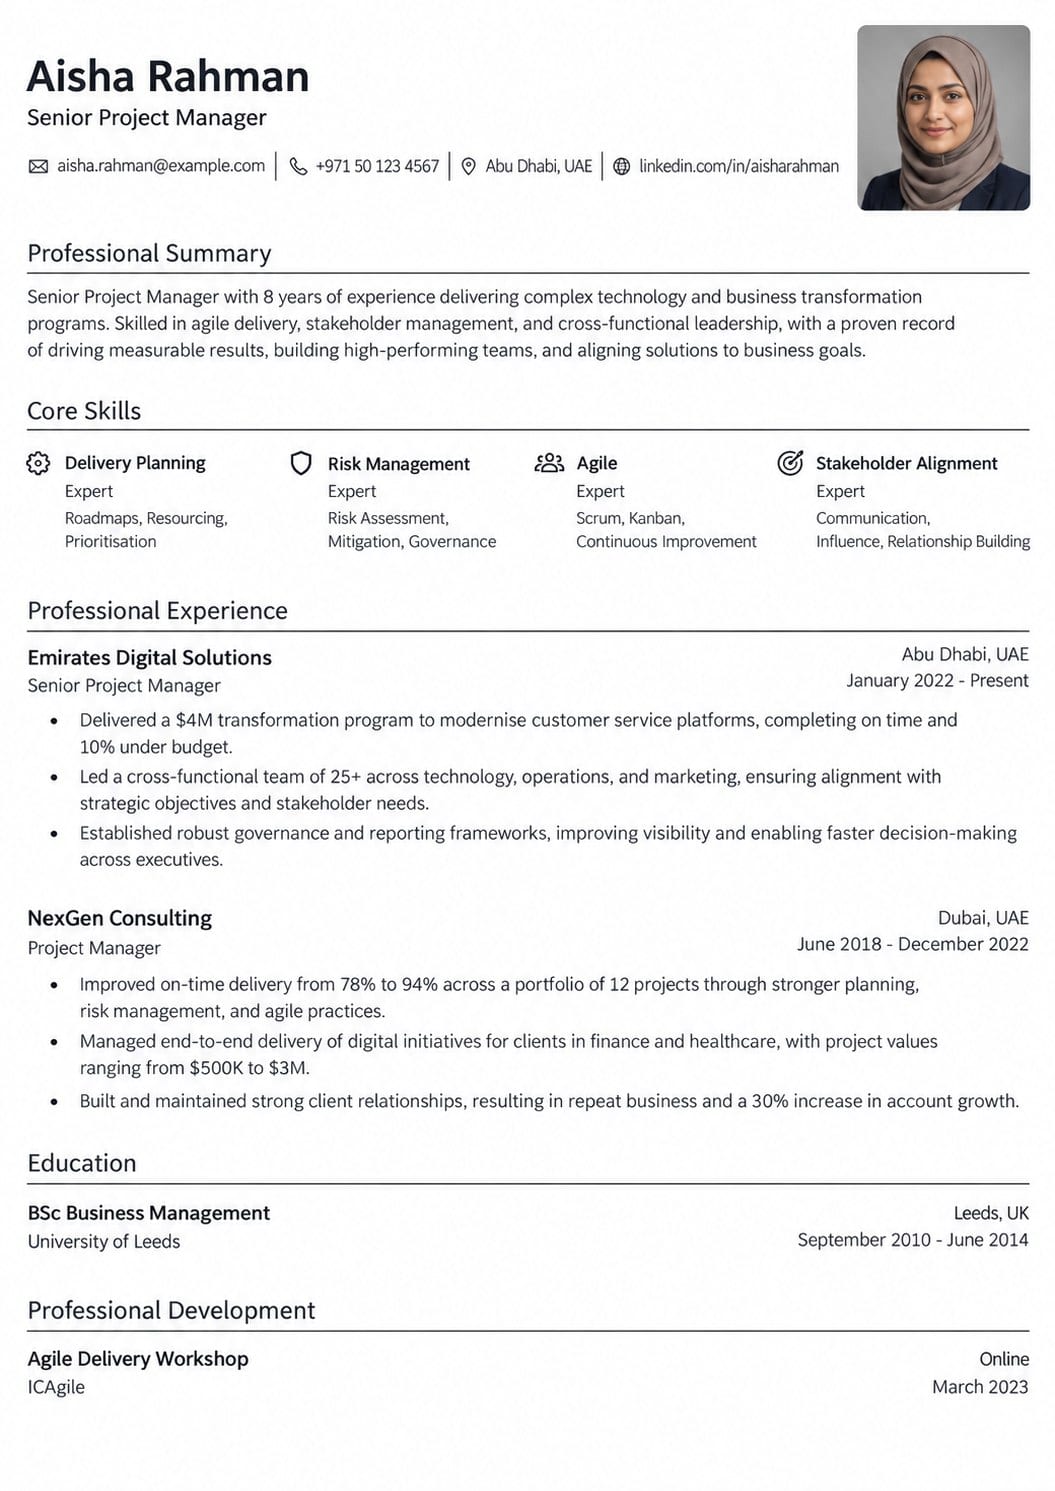 Aisha Rahman
Senior Project Manager
aisha.rahman@example.com | +971 50 123 4567 | Abu Dhabi, UAE | linkedin.com/in/aisharahman
Professional Summary
Senior Project Manager with 8 years of experience delivering complex technology and business transformation
programs. Skilled in agile delivery, stakeholder management, and cross-functional leadership, with a proven record
of driving measurable results, building high-performing teams, and aligning solutions to business goals.
Core Skills
Delivery Planning
Expert
Roadmaps, Resourcing,
Prioritisation
Risk Management
Expert
Risk Assessment,
Mitigation, Governance
Agile
Expert
Scrum, Kanban,
Continuous Improvement
Stakeholder Alignment
Expert
Communication,
Influence, Relationship Building
Professional Experience
Emirates Digital Solutions
Abu Dhabi, UAE
Senior Project Manager
January 2022 - Present
• Delivered a $4M transformation program to modernise customer service platforms, completing on time and
10% under budget.
• Led a cross-functional team of 25+ across technology, operations, and marketing, ensuring alignment with
strategic objectives and stakeholder needs.
• Established robust governance and reporting frameworks, improving visibility and enabling faster decision-making
across executives.
NexGen Consulting
Dubai, UAE
Project Manager
June 2018 - December 2022
• Improved on-time delivery from 78% to 94% across a portfolio of 12 projects through stronger planning,
risk management, and agile practices.
• Managed end-to-end delivery of digital initiatives for clients in finance and healthcare, with project values
ranging from $500K to $3M.
• Built and maintained strong client relationships, resulting in repeat business and a 30% increase in account growth.
Education
BSc Business Management
Leeds, UK
University of Leeds
September 2010 - June 2014
Professional Development
Agile Delivery Workshop
Online
ICAgile
March 2023